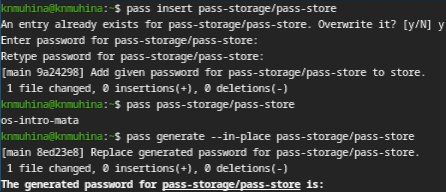 knmuhina@knmuhina:~$ pass insert pass-storage/pass-store
An entry already exists for pass-storage/pass-store. Overwrite it? [y/N] y
Enter password for pass-storage/pass-store:
Retype password for pass-storage/pass-store:
[main 9a24298] Add given password for pass-storage/pass-store to store.
 1 file changed, 0 insertions(+), 0 deletions(-)
knmuhina@knmuhina:~$ pass pass-storage/pass-store
os-intro-mata
knmuhina@knmuhina:~$ pass generate --in-place pass-storage/pass-store
[main 8ed23e8] Replace generated password for pass-storage/pass-store.
 1 file changed, 0 insertions(+), 0 deletions(-)
The generated password for pass-storage/pass-store is: